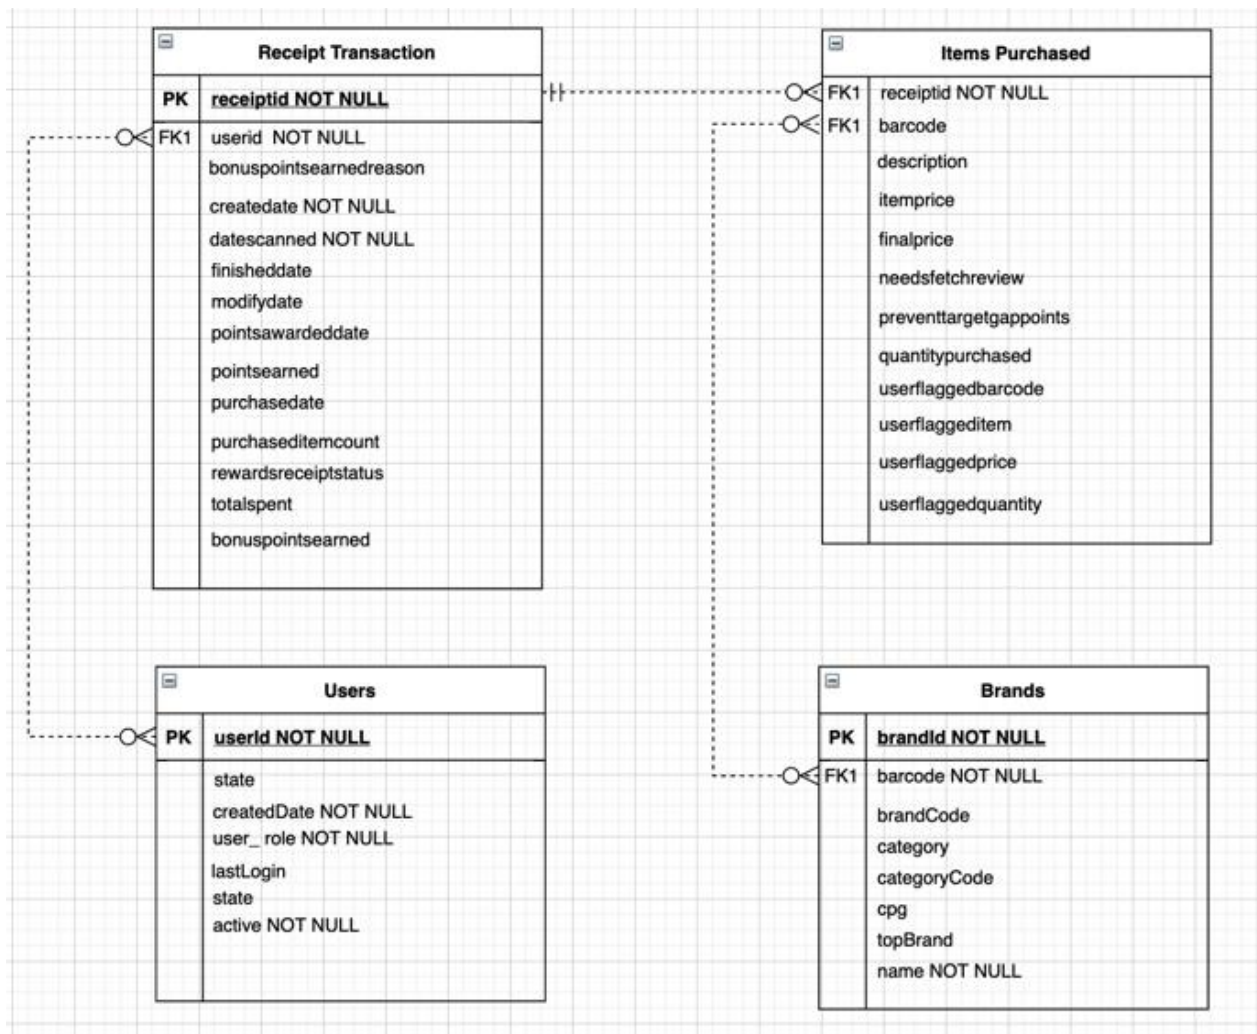 Receipt Transaction
PK receiptid NOT NULL
FK1 userid NOT NULL
bonuspointsearnedreason
createdate NOT NULL
datescanned NOT NULL
finisheddate
modifydate
pointsawardeddate
pointsearned
purchasedate
purchaseditemcount
rewardsreceiptstatus
totalspent
bonuspointsearned
Items Purchased
FK1 receiptid NOT NULL
FK1 barcode
description
itemprice
finalprice
needsfetchreview
preventtargetgappoints
quantitypurchased
userflaggedbarcode
userflaggeditem
userflaggedprice
userflaggedquantity
Users
PK userId NOT NULL
state
createdDate NOT NULL
user_ role NOT NULL
lastLogin
state
active NOT NULL
Brands
PK brandId NOT NULL
FK1 barcode NOT NULL
brandCode
category
categoryCode
cpg
topBrand
name NOT NULL